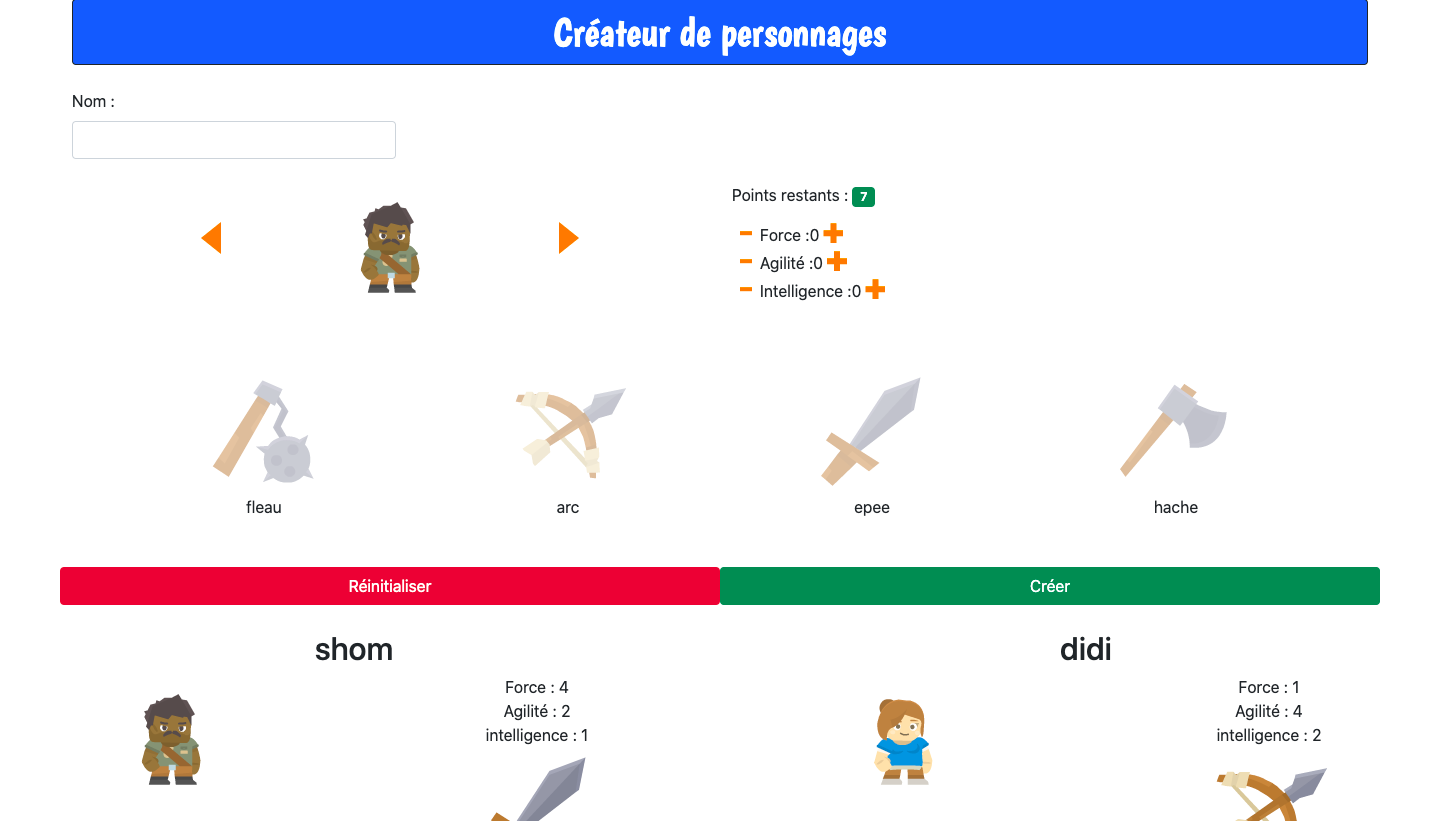 Créateur de personnages
Nom :
Points restants : 7
Force :0
Agilité :0
Intelligence :0
fleau
arc
epee
hache
Réinitialiser
Créer
shom
Force : 4
Agilité : 2
intelligence : 1
didi
Force : 1
Agilité : 4
intelligence : 2